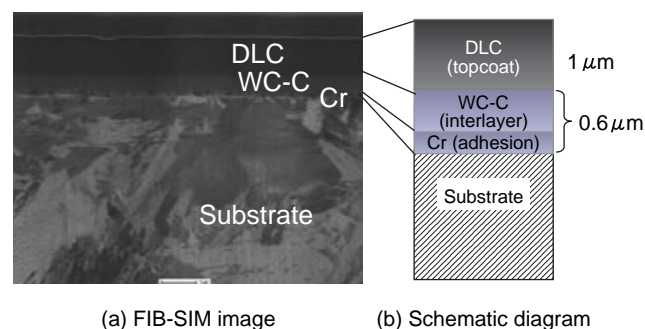 DLC
WC-C
Cr
Substrate
DLC
(topcoat)
1 μm
WC-C
(interlayer)
0.6 μm
Cr (adhesion)
Substrate
(a) FIB-SIM image
(b) Schematic diagram